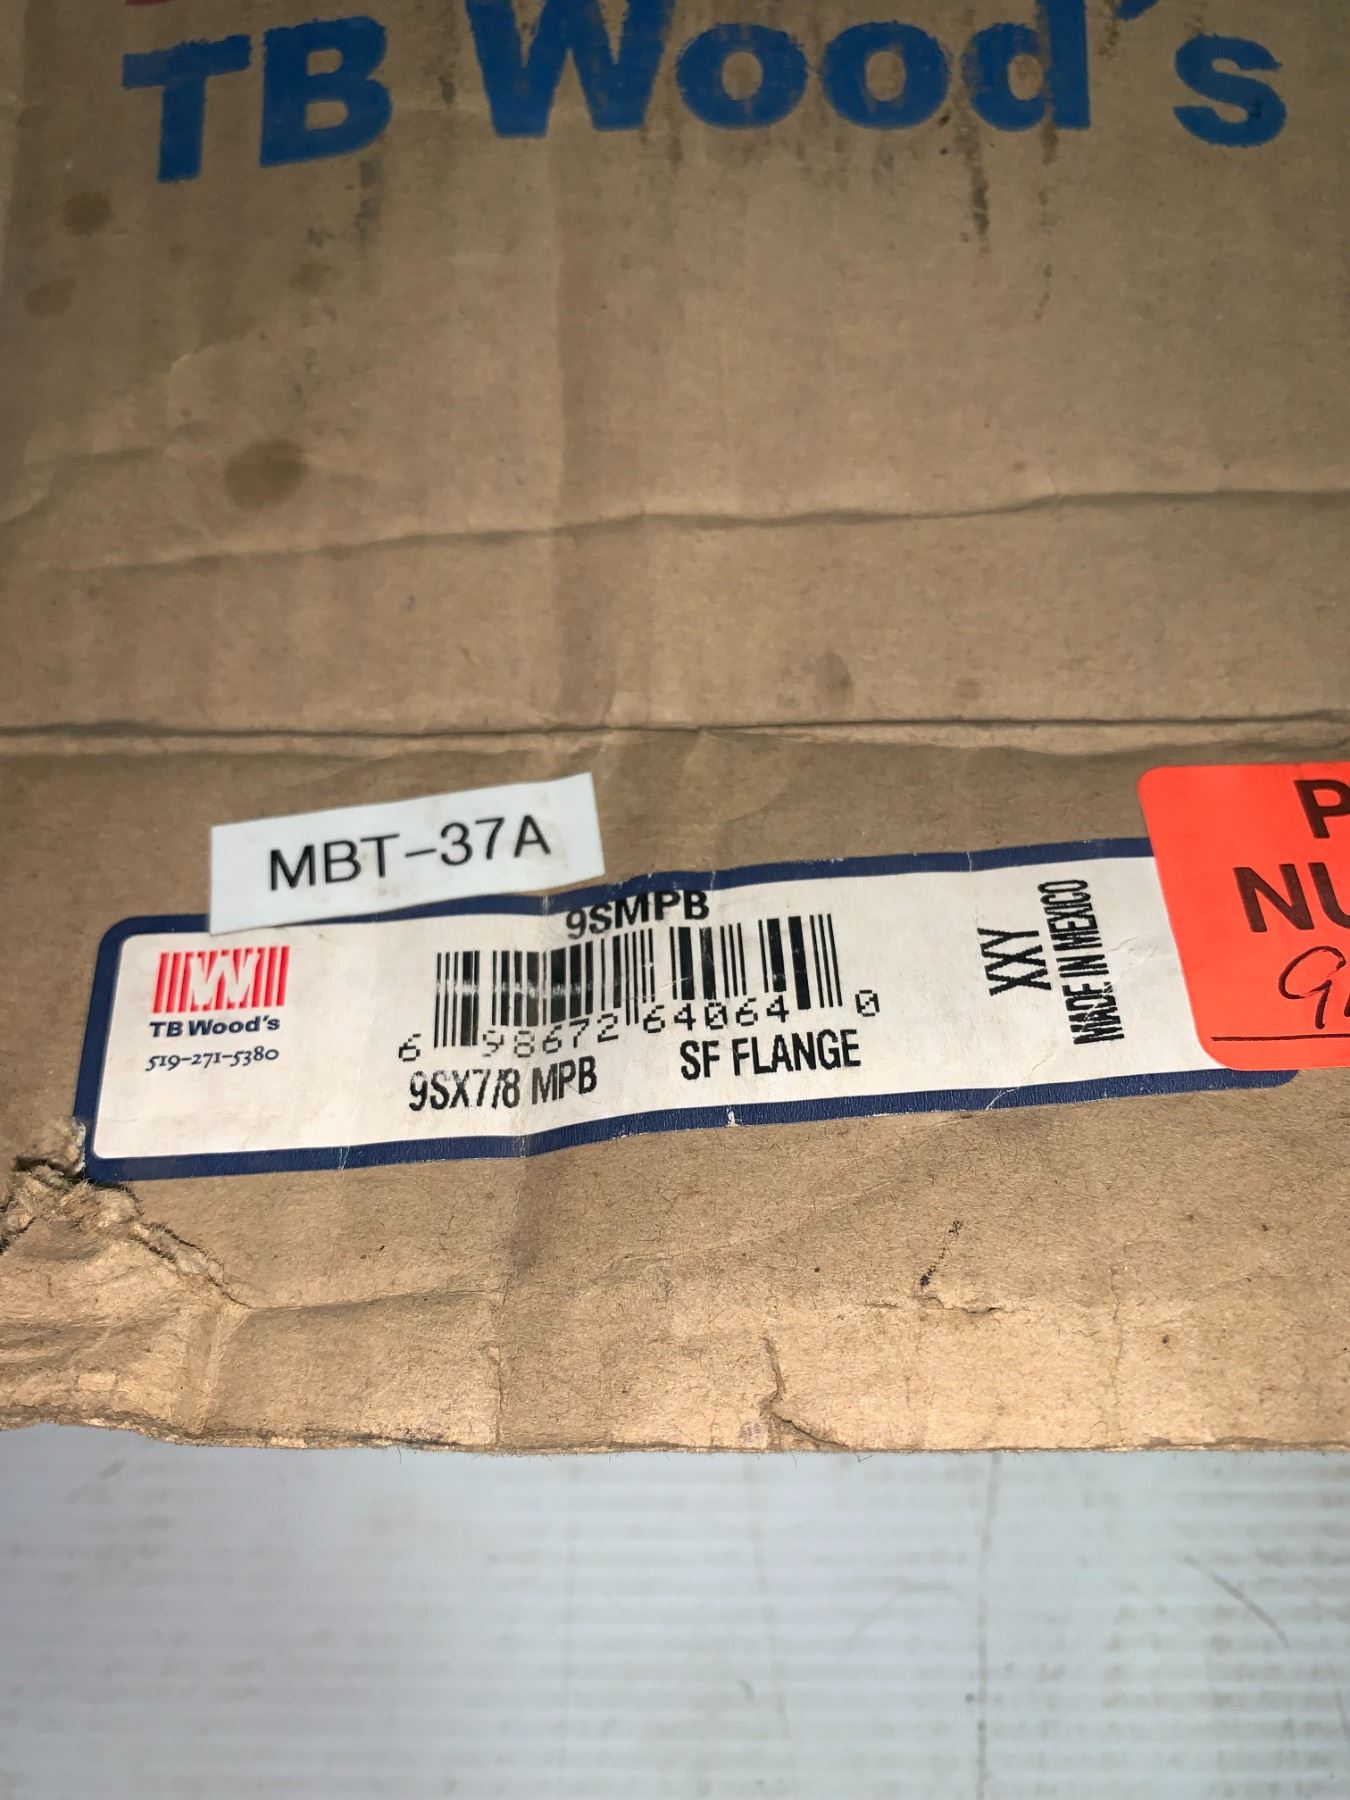 TB Wood's
MBT-37A
9SMPB
TB Wood's
519-271-5380
6 98672 64064 0
9SX7/8 MPB SF FLANGE
XXY
MADE IN MEXICO
P
NU